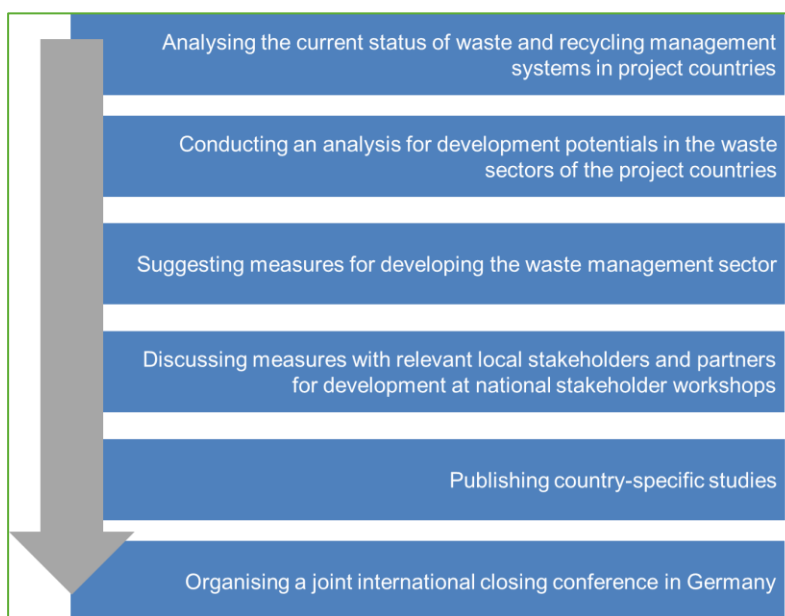 Analysing the current status of waste and recycling management
systems in project countries
Conducting an analysis for development potentials in the waste
sectors of the project countries
Suggesting measures for developing the waste management sector
Discussing measures with relevant local stakeholders and partners
for development at national stakeholder workshops
Publishing country-specific studies
Organising a joint international closing conference in Germany